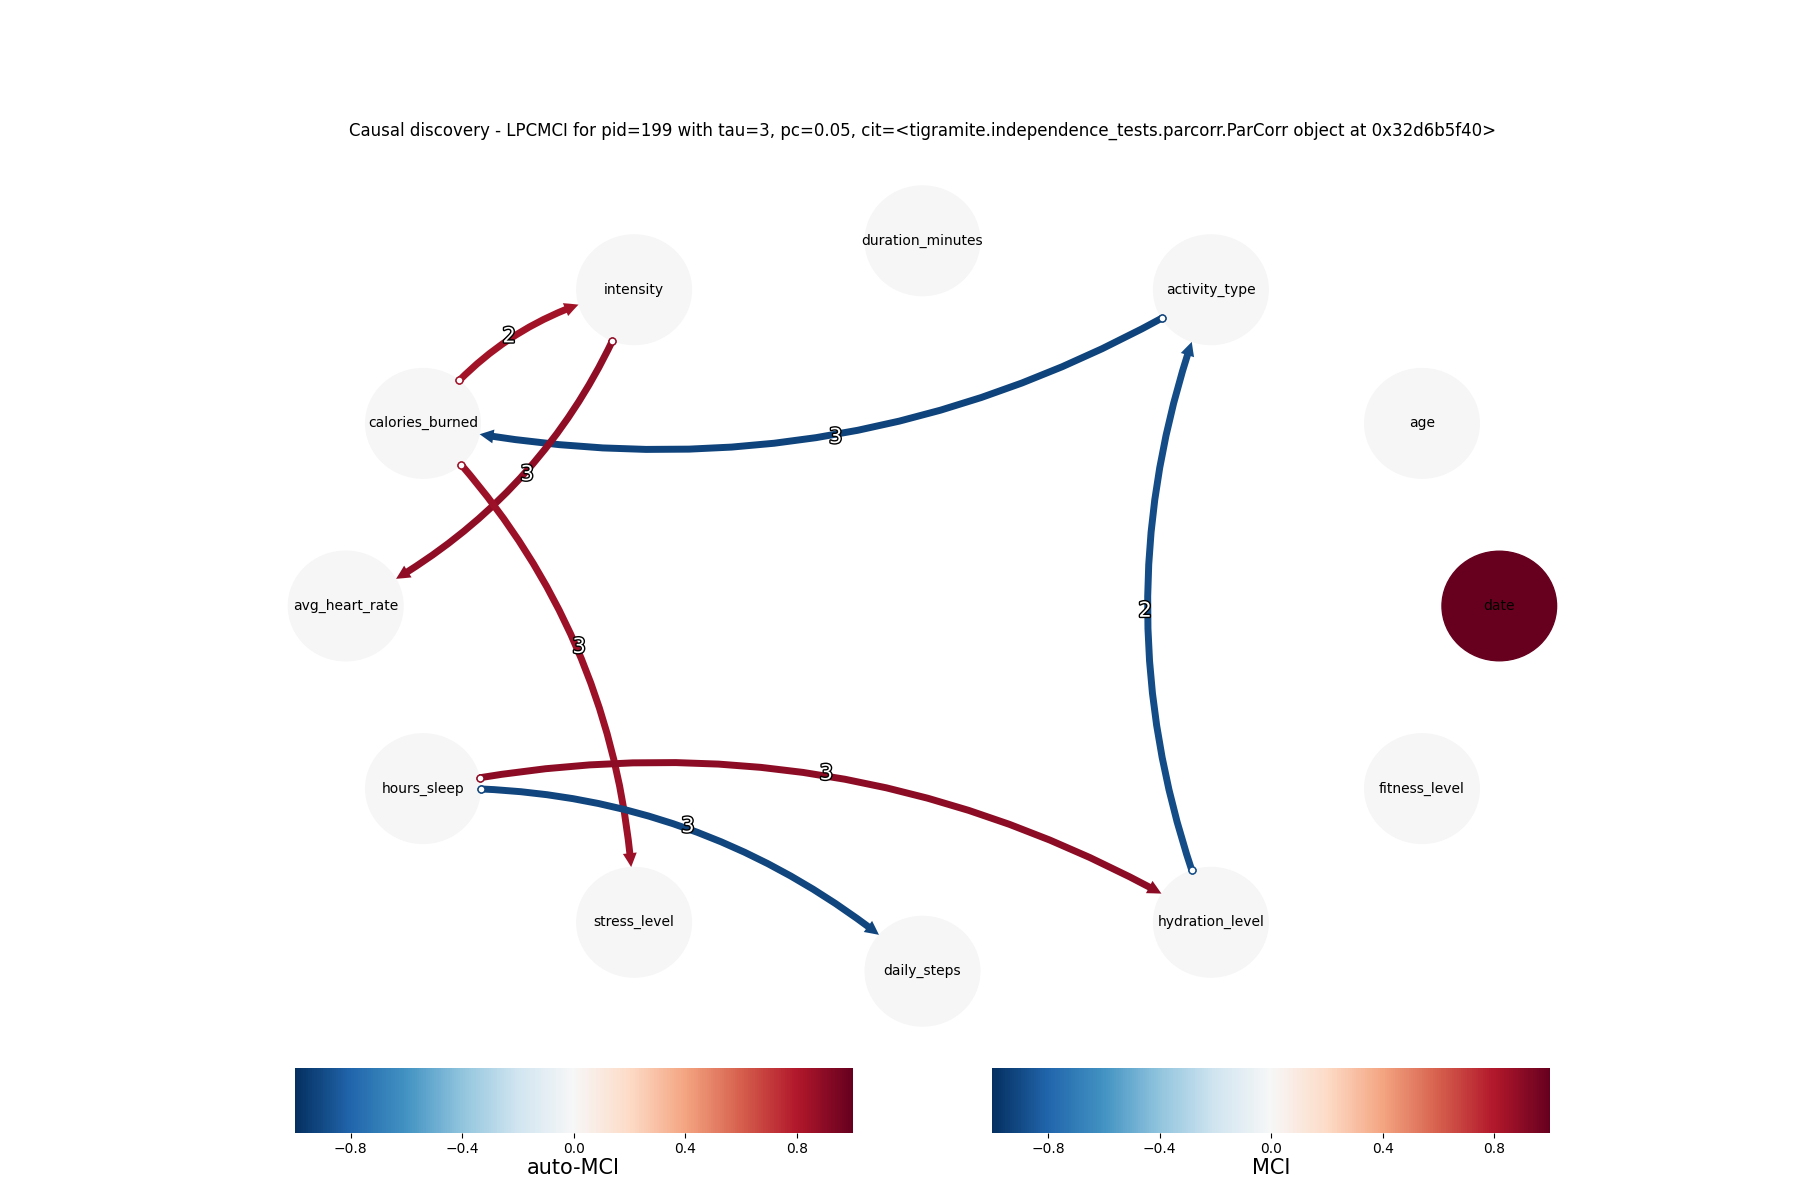 Causal discovery - LPCMCI for pid=199 with tau=3, pc=0.05, cit=<tigramite.independence_tests.parcorr.ParCorr object at 0x32d6b5f40>
duration_minutes
intensity
activity_type
2
calories_burned
3
age
3
avg_heart_rate
date
2
3
hours_sleep
3
fitness_level
3
stress_level
hydration_level
daily_steps
−0.8 −0.4 0.0 0.4 0.8
auto-MCI
−0.8 −0.4 0.0 0.4 0.8
MCI